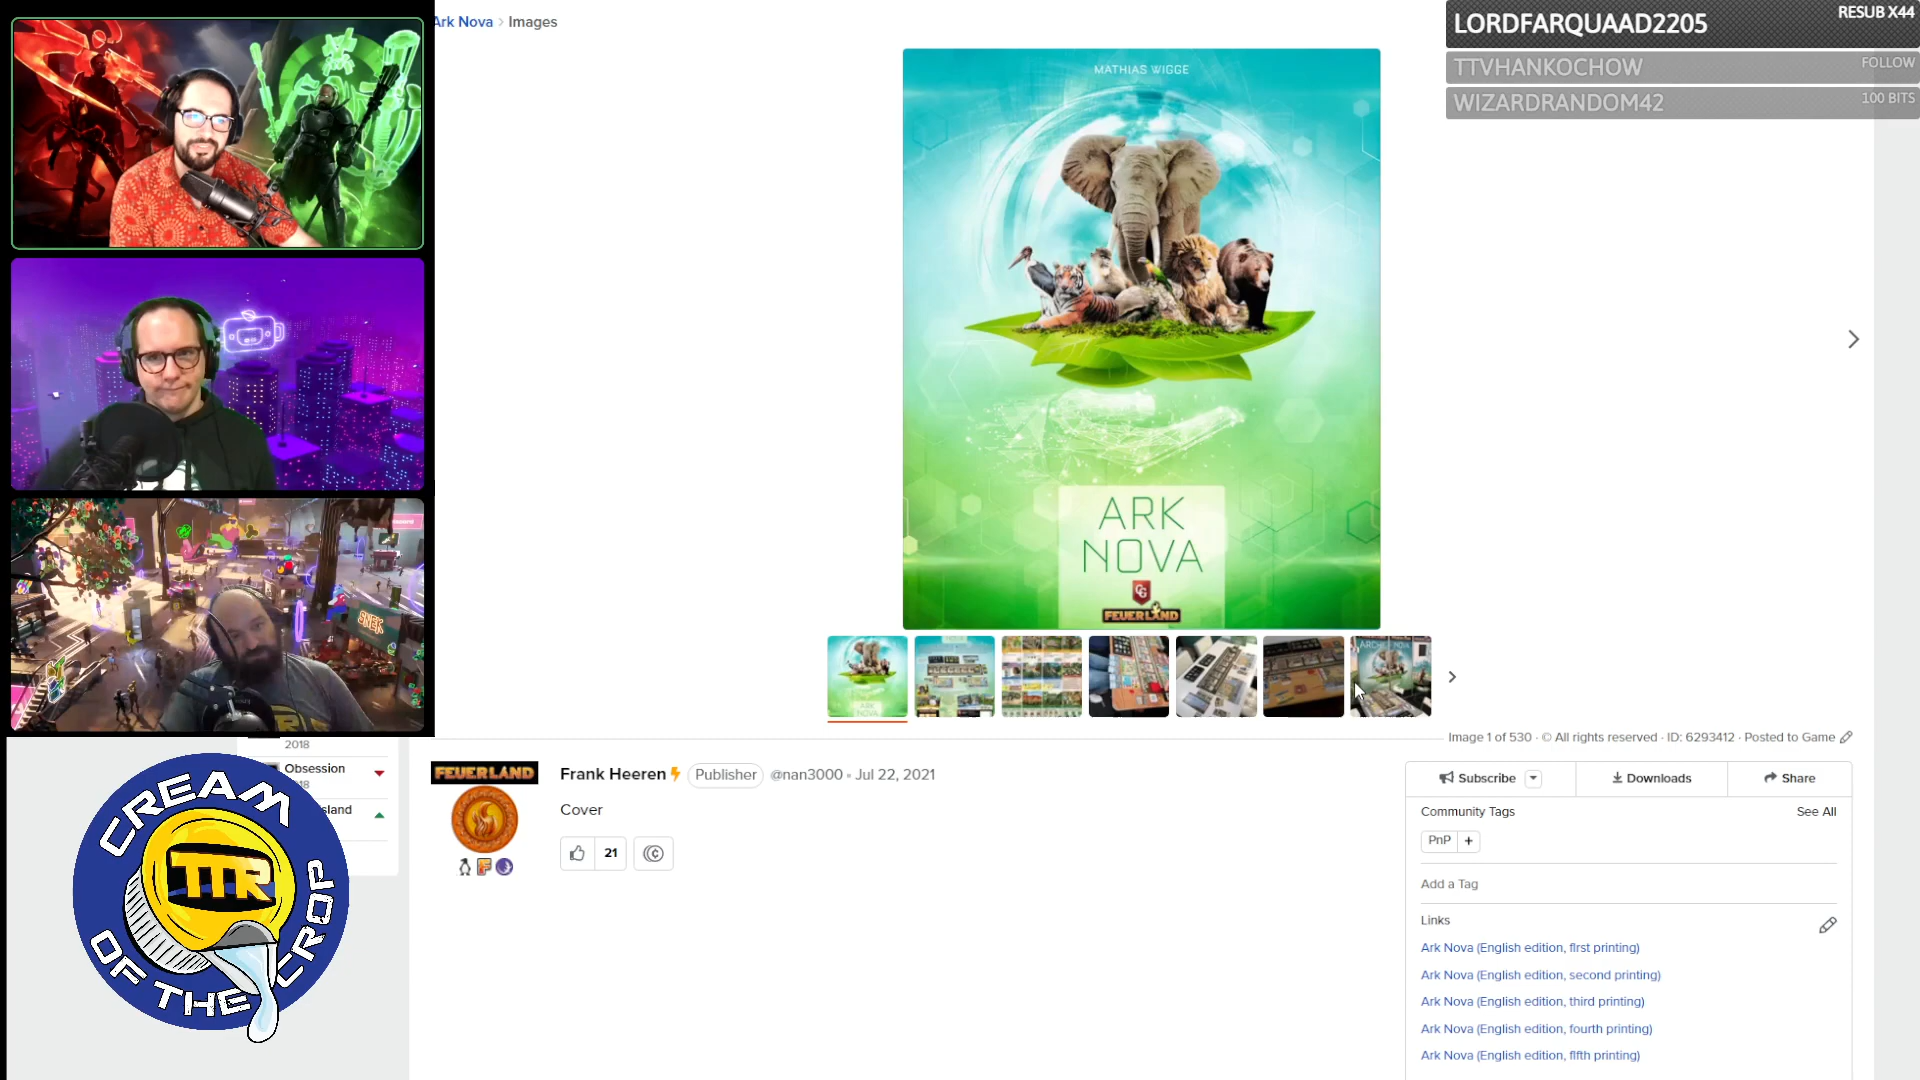 Ark Nova > Images
LORDFARQUAAD2205 RESUB X44
TTVHANKOCHOW FOLLOW
WIZARDRANDOM42 100 BITS
MATHIAS WIGGE
ARK
NOVA
CG
FEUERLAND
SNEK
Image 1 of 530 · © All rights reserved · ID: 6293412 · Posted to Game
2018
Obsession
sland
CREAM
TTR
OF THE CROP
FEUERLAND
Frank Heeren Publisher @nan3000 · Jul 22, 2021
Cover
21
Subscribe Downloads Share
Community Tags See All
PnP +
Add a Tag
Links
Ark Nova (English edition, first printing)
Ark Nova (English edition, second printing)
Ark Nova (English edition, third printing)
Ark Nova (English edition, fourth printing)
Ark Nova (English edition, fifth printing)